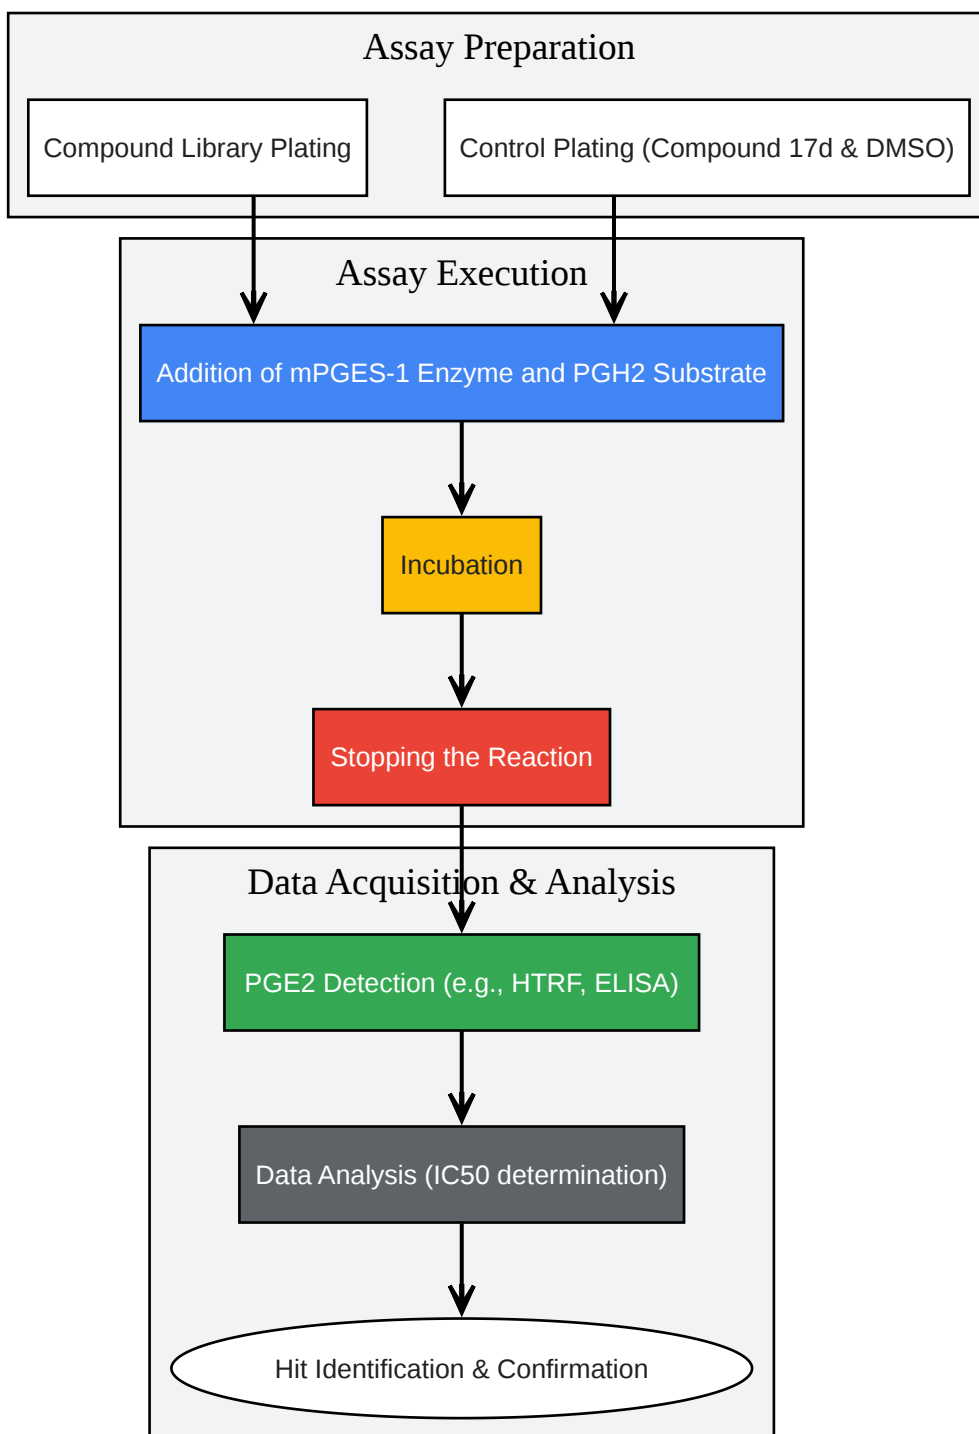 Assay Preparation
Compound Library Plating
Control Plating (Compound 17d & DMSO)
Assay Execution
Addition of mPGES-1 Enzyme and PGH2 Substrate
Incubation
Stopping the Reaction
Data Acquisition & Analysis
PGE2 Detection (e.g., HTRF, ELISA)
Data Analysis (IC50 determination)
Hit Identification & Confirmation